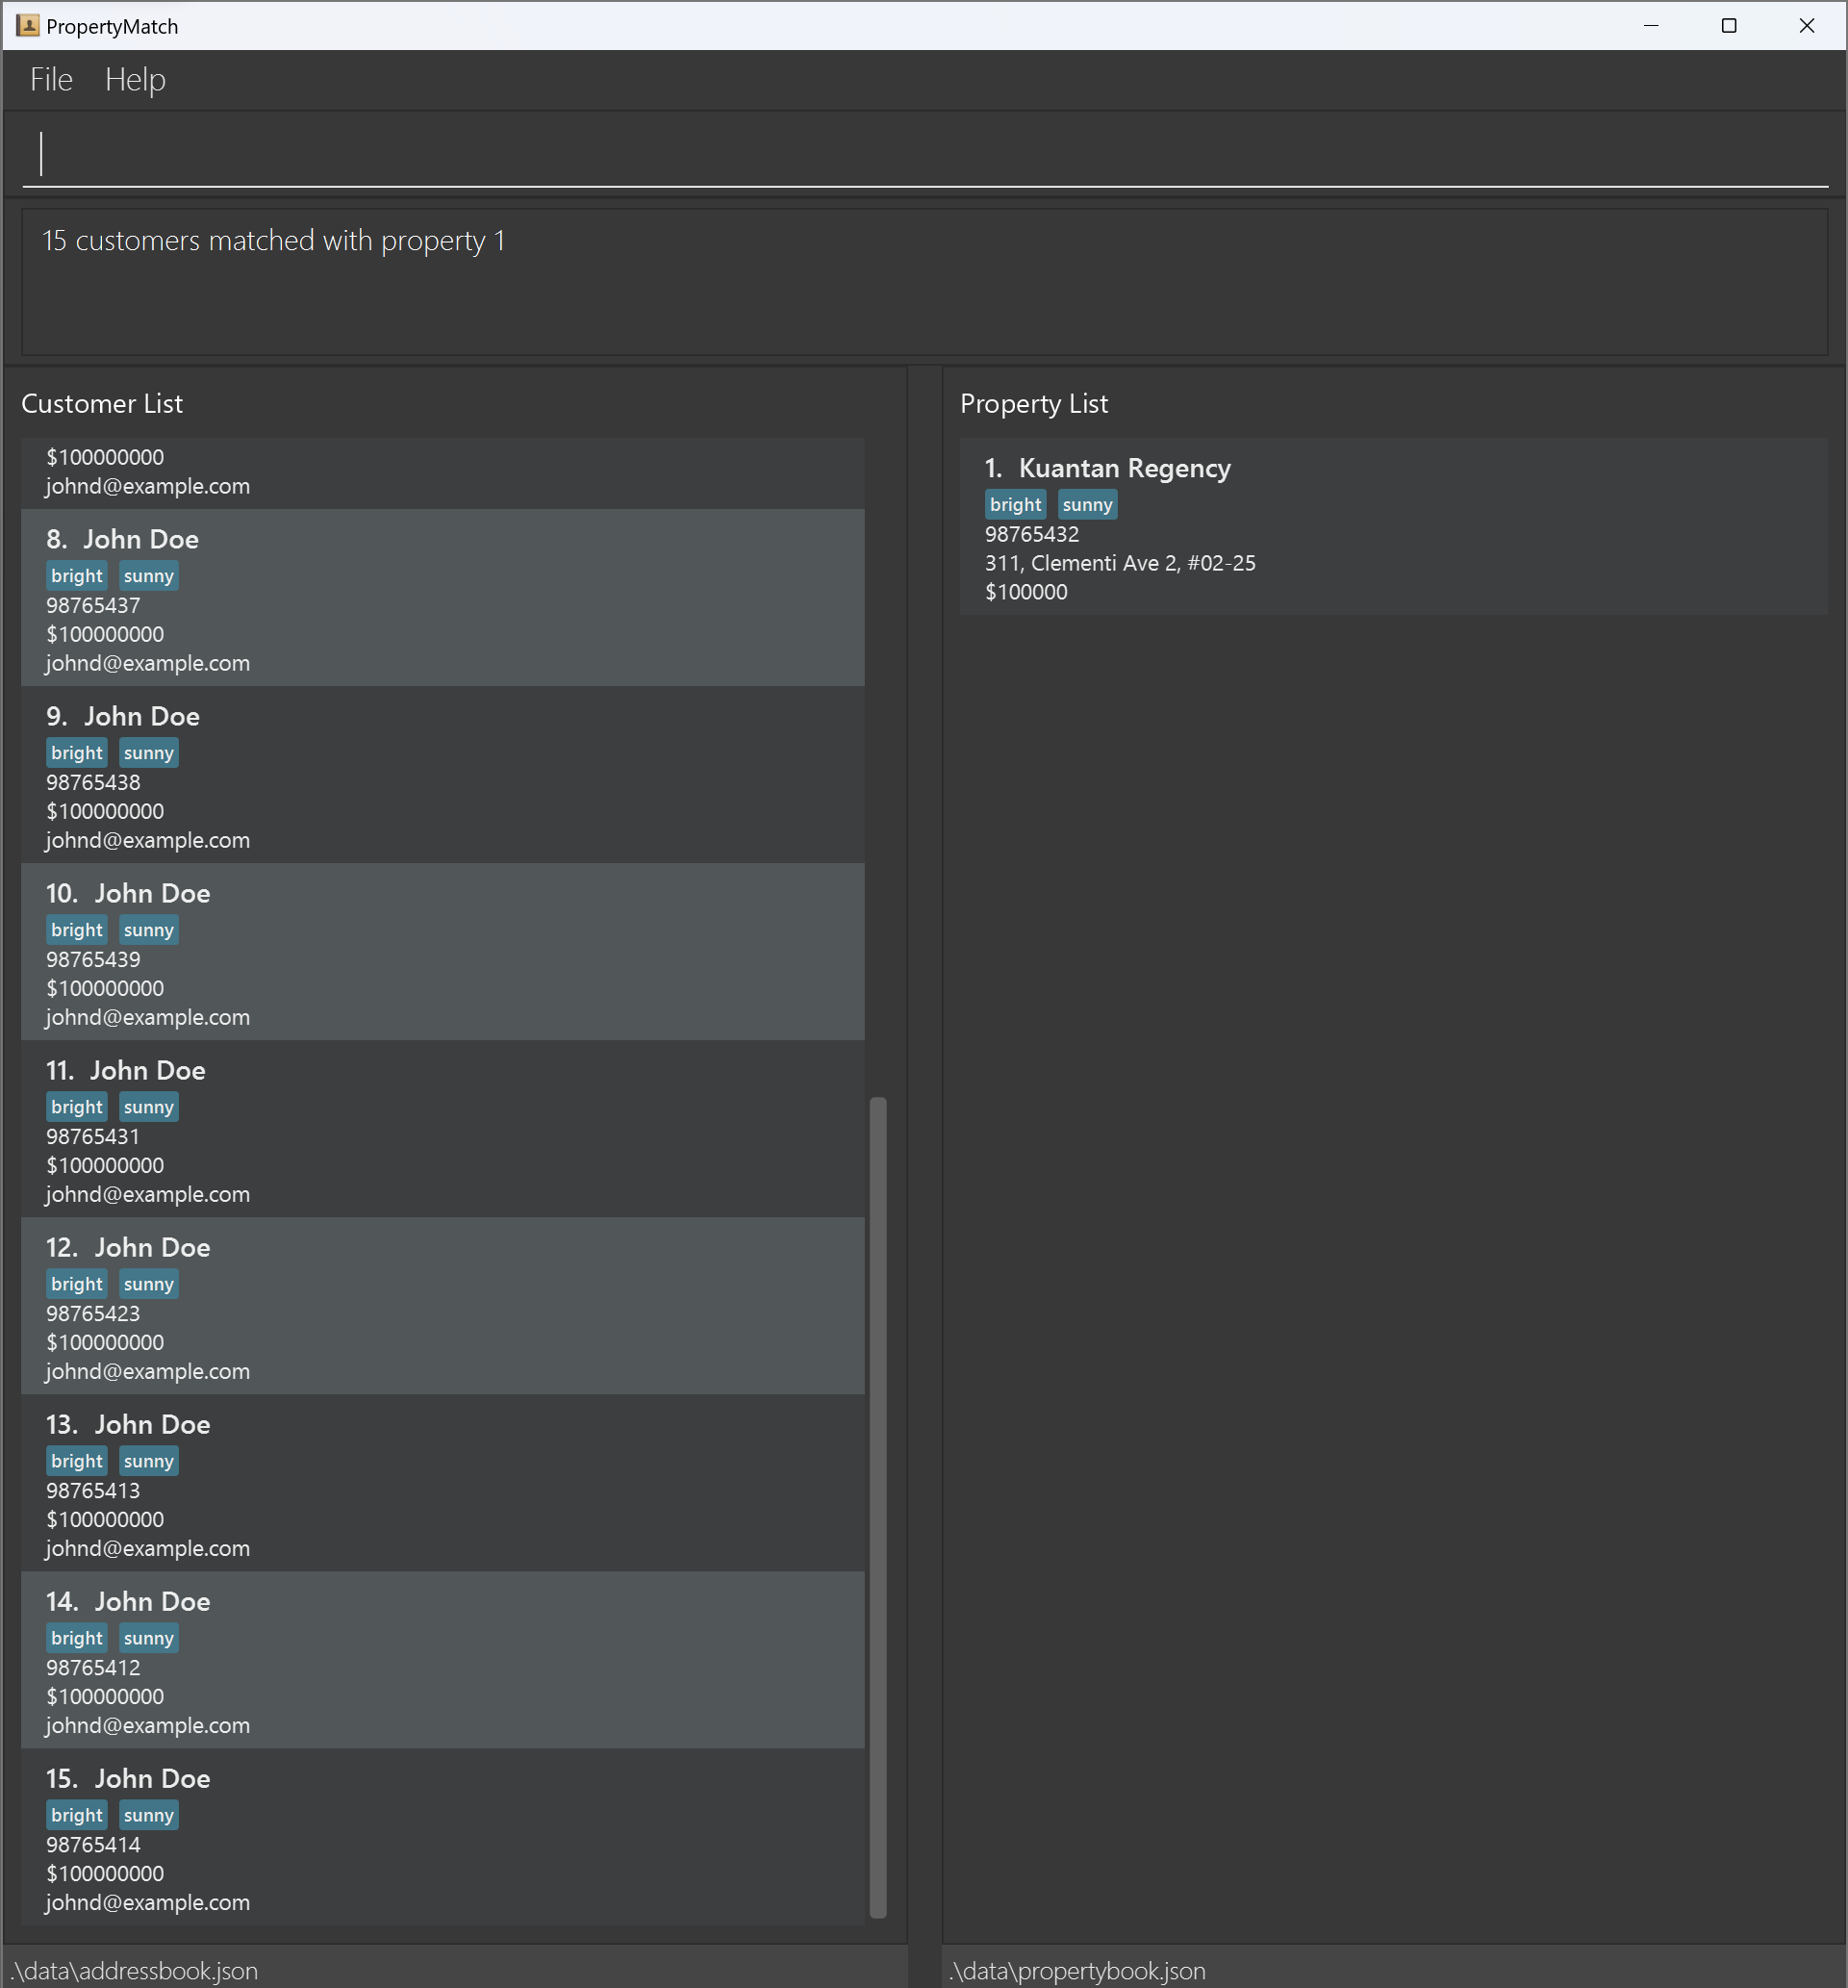 PropertyMatch
File Help
15 customers matched with property 1
Customer List
$100000000
johnd@example.com
8. John Doe
bright sunny
98765437
$100000000
johnd@example.com
9. John Doe
bright sunny
98765438
$100000000
johnd@example.com
10. John Doe
bright sunny
98765439
$100000000
johnd@example.com
11. John Doe
bright sunny
98765431
$100000000
johnd@example.com
12. John Doe
bright sunny
98765423
$100000000
johnd@example.com
13. John Doe
bright sunny
98765413
$100000000
johnd@example.com
14. John Doe
bright sunny
98765412
$100000000
johnd@example.com
15. John Doe
bright sunny
98765414
$100000000
johnd@example.com
.\data\addressbook.json
Property List
1. Kuantan Regency
bright sunny
98765432
311, Clementi Ave 2, #02-25
$100000
.\data\propertybook.json